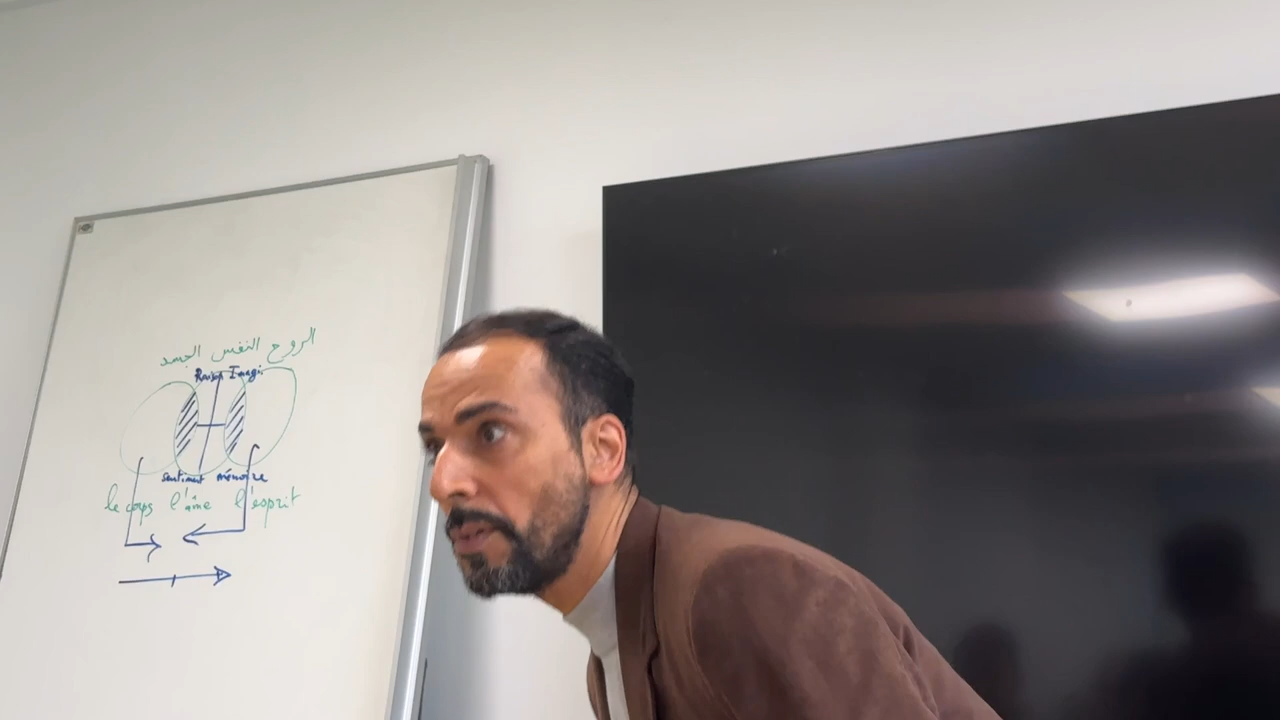 الروح النفس الجسد
Raison Imagi.
sentiment mémoire
le corps l'âme l'esprit